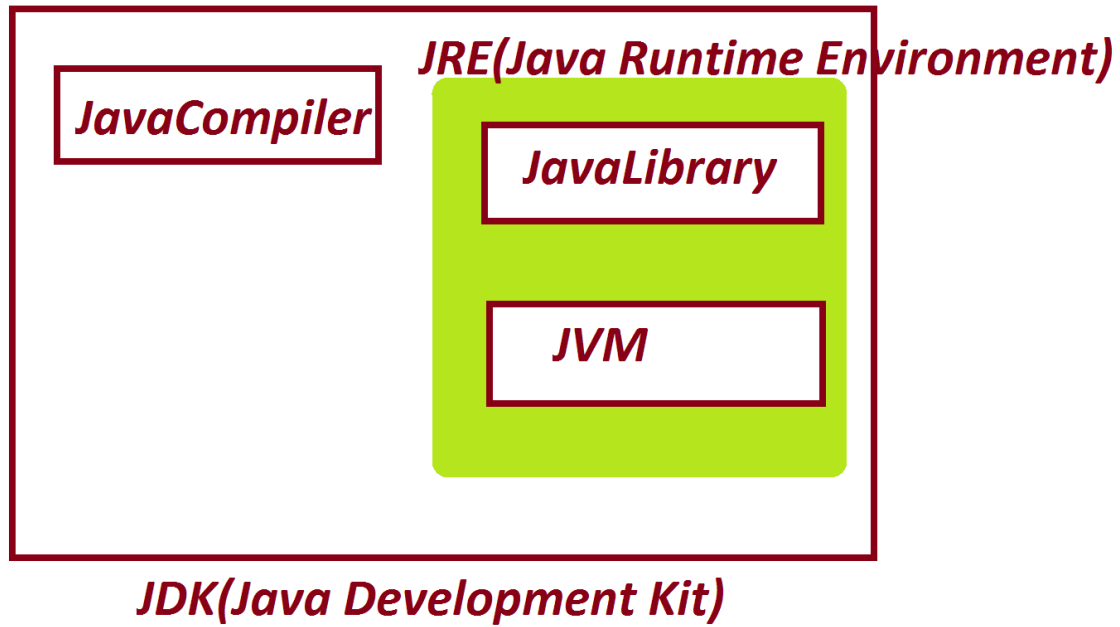 JRE(Java Runtime Environment)
JavaCompiler
JavaLibrary
JVM
JDK(Java Development Kit)